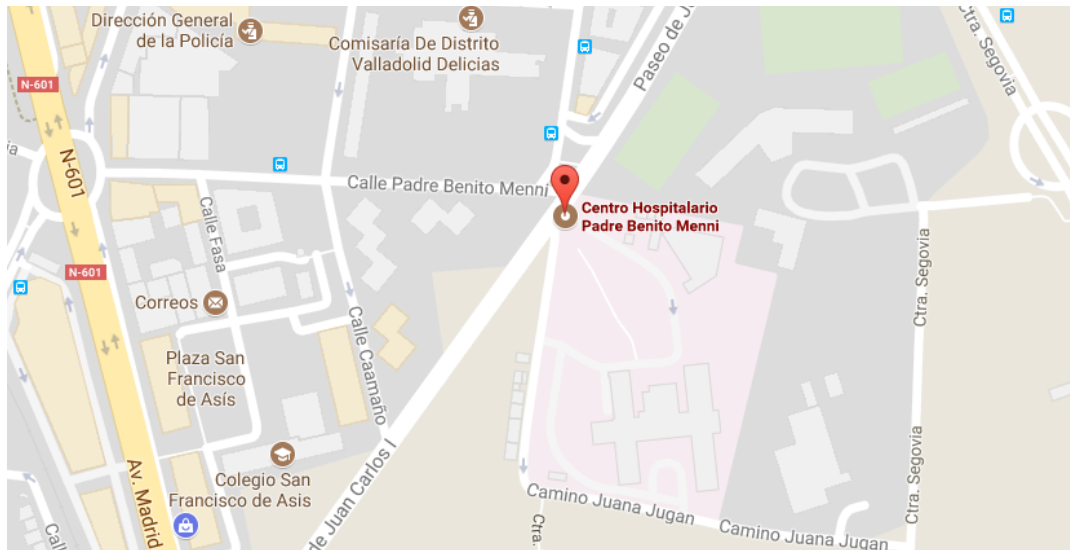 Dirección General
de la Policía
Comisaría De Distrito
Valladolid Delicias
Paseo de Ju
Ctra. Segovia
N-601
ia
N-601
Calle Padre Benito Menni
Centro Hospitalario
Padre Benito Menni
Calle Fasa
N-601
Correos
Calle Caamaño
Ctra. Segovia
Plaza San
Francisco
de Asís
Colegio San
Francisco de Asis
de Juan Carlos I
Av. Madrid
Camino Juana Jugan
Camino Juana Jugan
Ctra.
Ctra. Segovia
Call